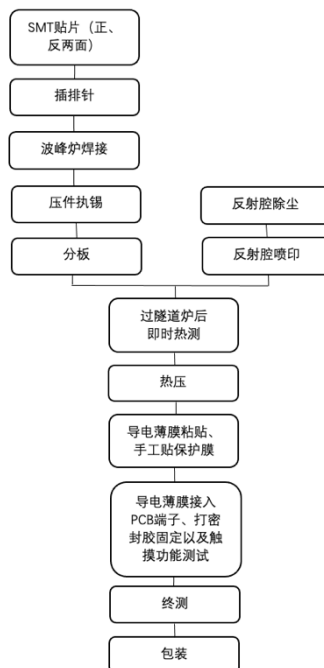 SMT贴片（正、
反两面）
插排针
波峰炉焊接
压件执锡
分板
反射腔除尘
反射腔喷印
过隧道炉后
即时热测
热压
导电薄膜粘贴、
手工贴保护膜
导电薄膜接入
PCB端子、打密
封胶固定以及触
摸功能测试
终测
包装